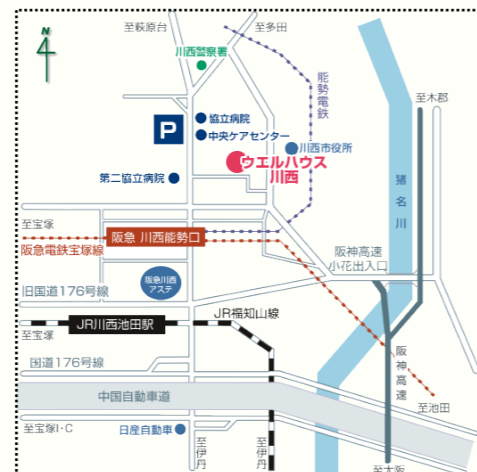 至萩原台
至多田
N
川西警察署
能勢電鉄
至木部
P
協立病院
中央ケアセンター
川西市役所
ウエルハウス
川西
第二協立病院
猪名川
至宝塚
阪急 川西能勢口
阪急電鉄宝塚線
阪神高速
小花出入口
阪急川西
アステ
旧国道176号線
JR川西池田駅
JR福知山線
至宝塚
国道176号線
阪神高速
中国自動車道
至池田
至宝塚I・C
日産自動車
至伊丹
至伊丹
至大阪